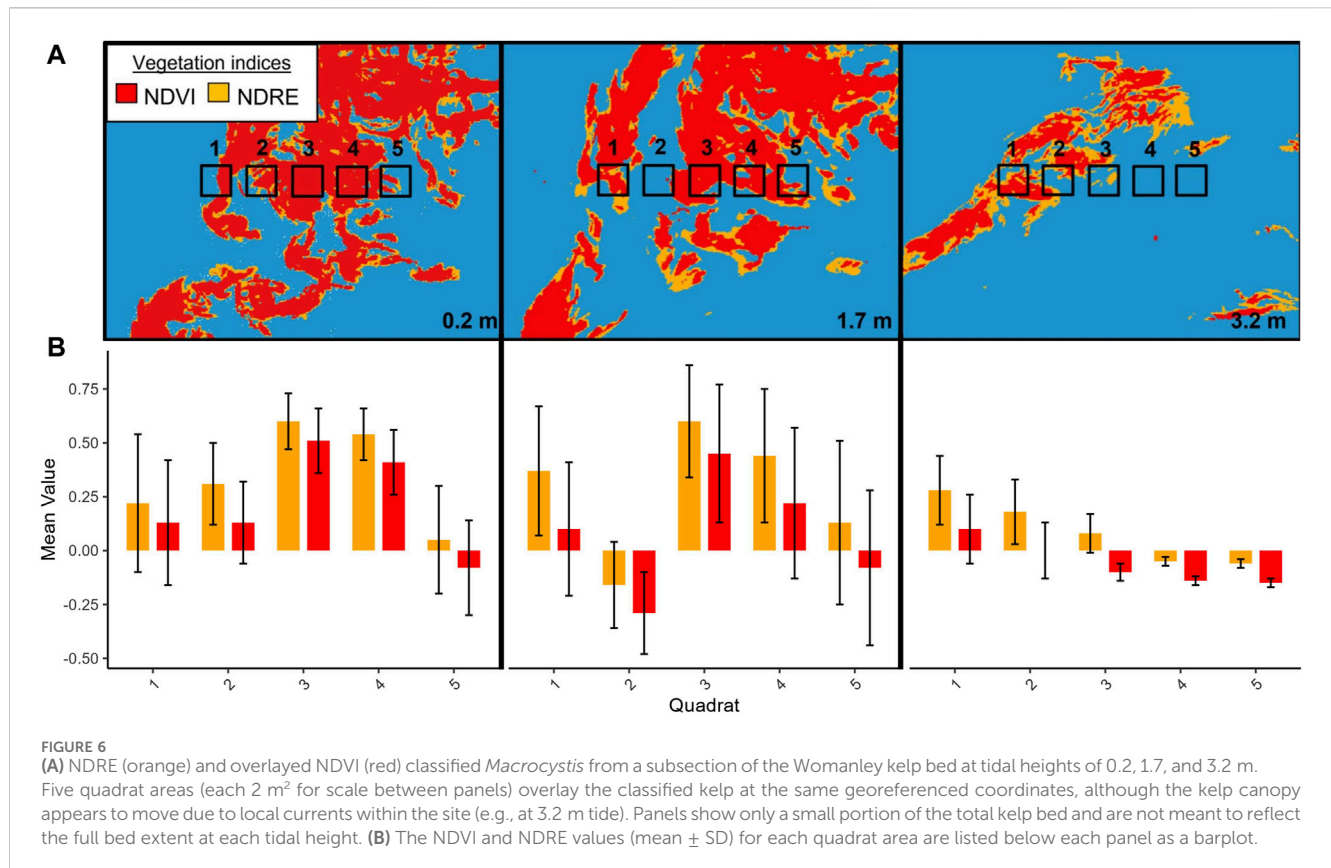 A
Vegetation indices
NDVI NDRE
1 2 3 4 5
0.2 m
1 2 3 4 5
1.7 m
1 2 3 4 5
3.2 m
B
Mean Value
0.75
0.50
0.25
0.00
-0.25
-0.50
1 2 3 4 5
1 2 3 4 5
1 2 3 4 5
Quadrat
FIGURE 6
(A) NDRE (orange) and overlayed NDVI (red) classified Macrocystis from a subsection of the Womanley kelp bed at tidal heights of 0.2, 1.7, and 3.2 m.
Five quadrat areas (each 2 m² for scale between panels) overlay the classified kelp at the same georeferenced coordinates, although the kelp canopy
appears to move due to local currents within the site (e.g., at 3.2 m tide). Panels show only a small portion of the total kelp bed and are not meant to reflect
the full bed extent at each tidal height. (B) The NDVI and NDRE values (mean ± SD) for each quadrat area are listed below each panel as a barplot.